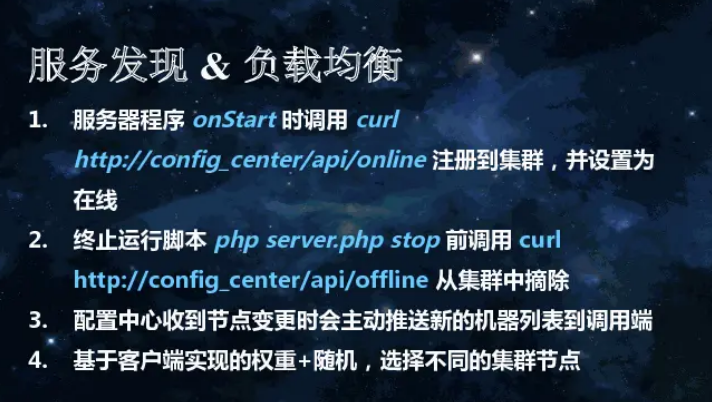 服务发现 & 负载均衡
1. 服务器程序 onStart 时调用 curl
http://config_center/api/online 注册到集群，并设置为
在线
2. 终止运行脚本 php server.php stop 前调用 curl
http://config_center/api/offline 从集群中摘除
3. 配置中心收到节点变更时会主动推送新的机器列表到调用端
4. 基于客户端实现的权重+随机，选择不同的集群节点